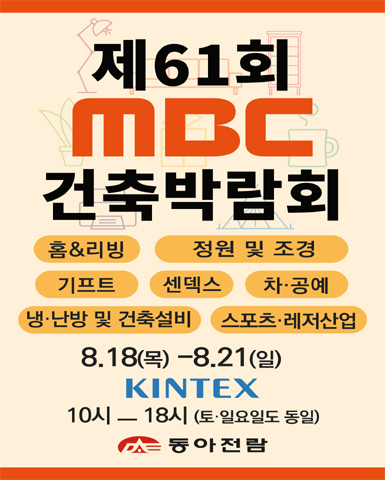 제61회
MBC
건축박람회
홈&리빙 정원 및 조경
기프트 센덱스 차·공예
냉·난방 및 건축설비 스포츠·레저산업
8.18(목) –8.21(일)
KINTEX
10시 — 18시 (토·일요일도 동일)
동아전람